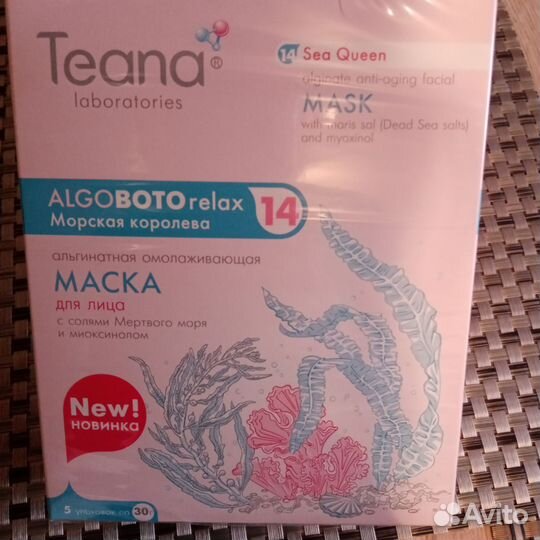 Teana®
laboratories
14 Sea Queen
alginate anti-aging facial
MASK
with maris sal (Dead Sea salts)
and myoxinol
ALGOBOTOrelax
Морская королева
14
альгинатная омолаживающая
МАСКА
для лица
с солями Мертвого моря
и миоксинолом
New!
новинка
5 упаковок по 30 г
Avito